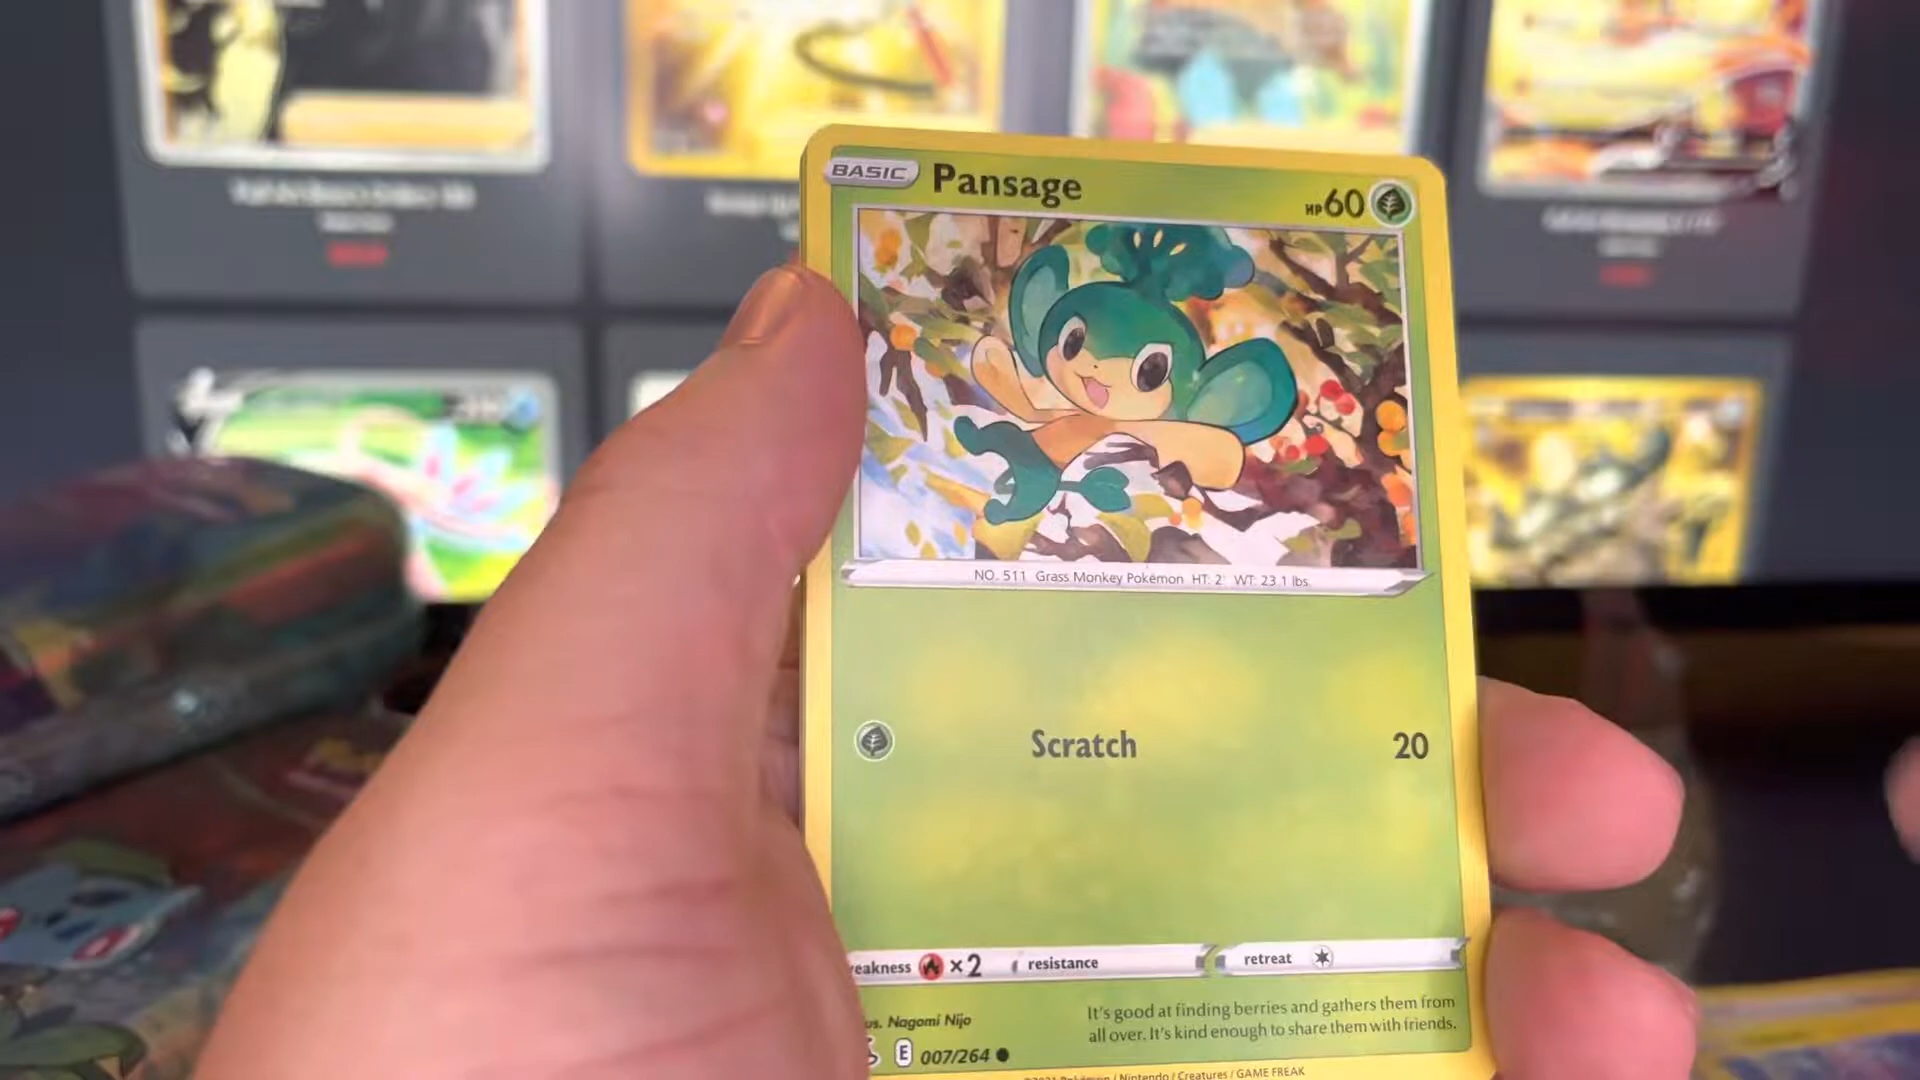 BASIC Pansage HP60
NO. 511 Grass Monkey Pokémon HT: 2' WT: 23.1 lbs.
Scratch 20
eakness ×2 resistance retreat
us. Nagomi Nijo
It's good at finding berries and gathers them from
all over. It's kind enough to share them with friends.
E 007/264
Pokémon / Nintendo / Creatures / GAME FREAK